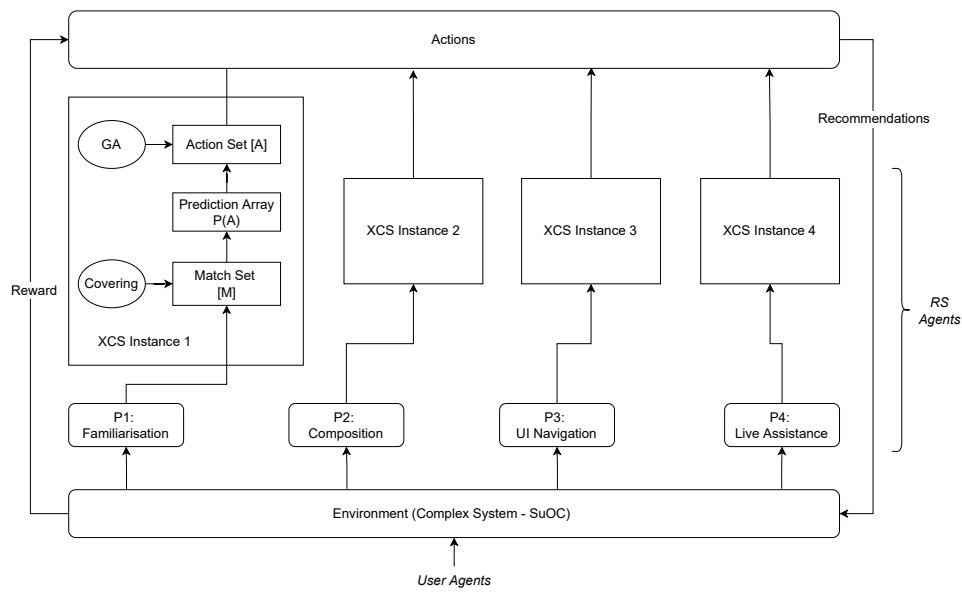 Actions
Recommendations
GA
Action Set [A]
Prediction Array
P(A)
Covering
Match Set
[M]
XCS Instance 1
XCS Instance 2
XCS Instance 3
XCS Instance 4
Reward
RS
Agents
P1:
Familiarisation
P2:
Composition
P3:
UI Navigation
P4:
Live Assistance
Environment (Complex System - SuOC)
User Agents